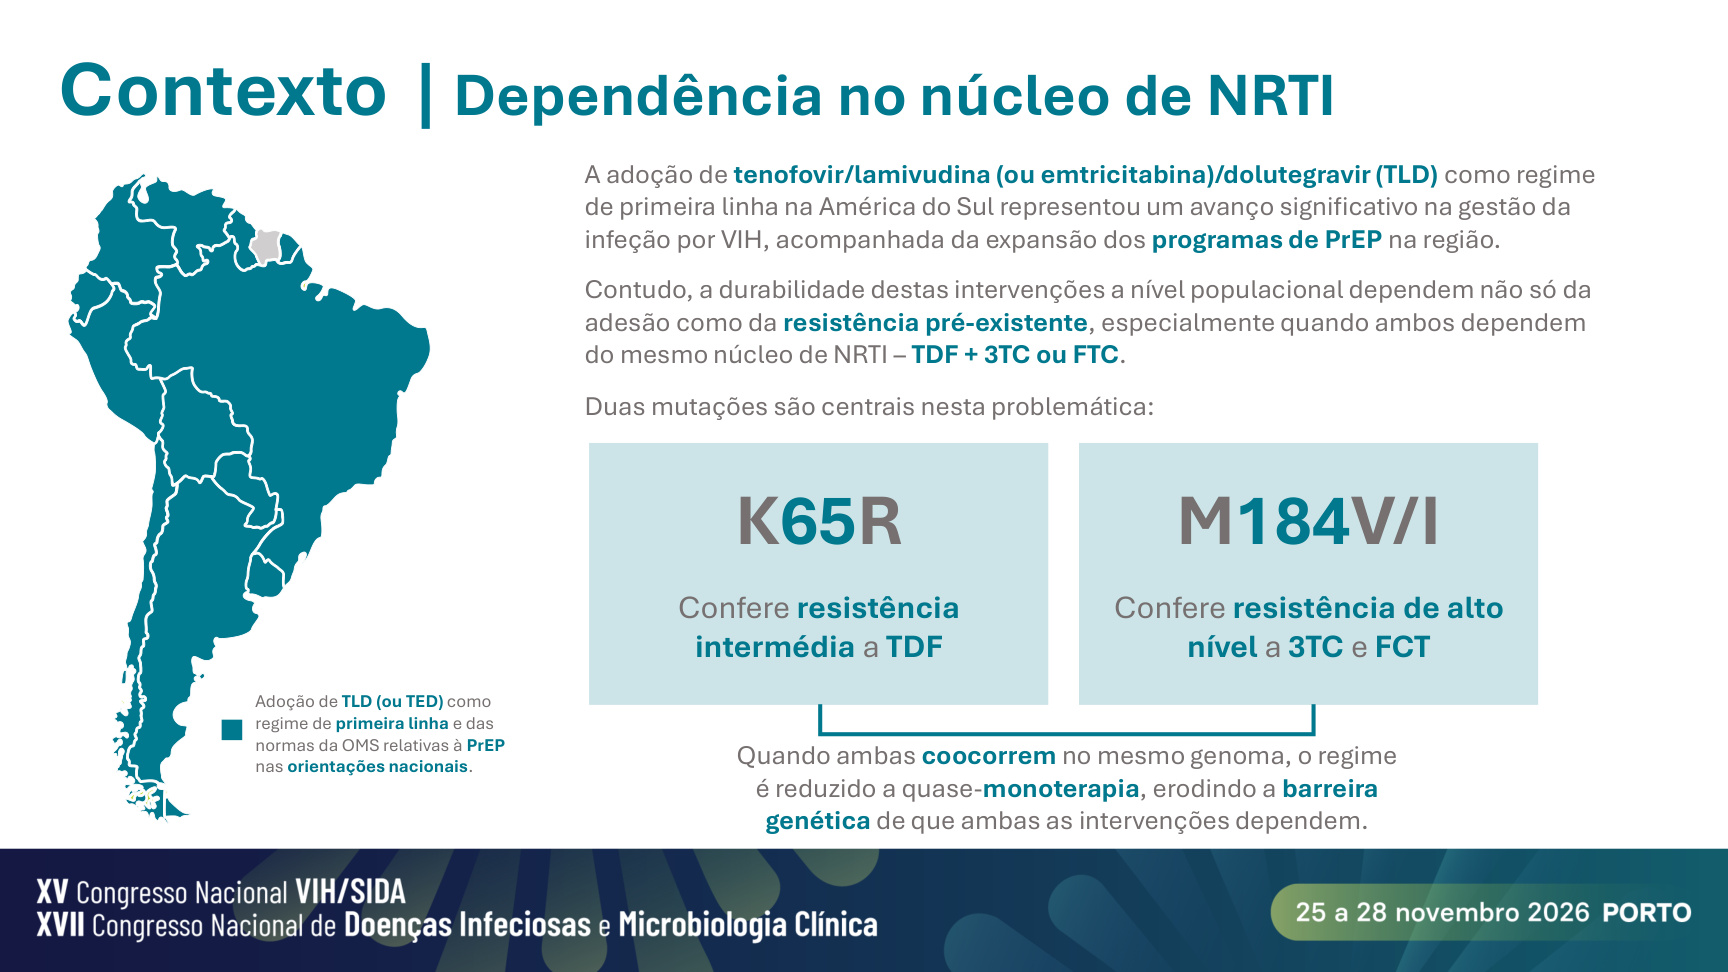 Contexto | Dependência no núcleo de NRTI
A adoção de tenofovir/lamivudina (ou emtricitabina)/dolutegravir (TLD) como regime
de primeira linha na América do Sul representou um avanço significativo na gestão da
infeção por VIH, acompanhada da expansão dos programas de PrEP na região.
Contudo, a durabilidade destas intervenções a nível populacional dependem não só da
adesão como da resistência pré-existente, especialmente quando ambos dependem
do mesmo núcleo de NRTI – TDF + 3TC ou FTC.
Duas mutações são centrais nesta problemática:
K65R
Confere resistência
intermédia a TDF
M184V/I
Confere resistência de alto
nível a 3TC e FCT
Quando ambas coocorrem no mesmo genoma, o regime
é reduzido a quase-monoterapia, erodindo a barreira
genética de que ambas as intervenções dependem.
Adoção de TLD (ou TED) como
regime de primeira linha e das
normas da OMS relativas à PrEP
nas orientações nacionais.
XV Congresso Nacional VIH/SIDA
XVII Congresso Nacional de Doenças Infeciosas e Microbiologia Clínica
25 a 28 novembro 2026 PORTO